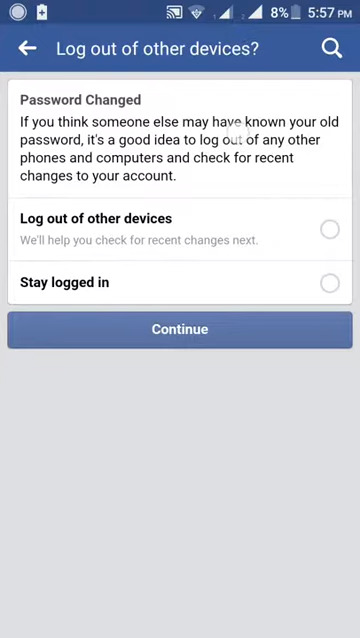 8% 5:57 PM
Log out of other devices?
Password Changed
If you think someone else may have known your old
password, it's a good idea to log out of any other
phones and computers and check for recent
changes to your account.
Log out of other devices
We'll help you check for recent changes next.
Stay logged in
Continue